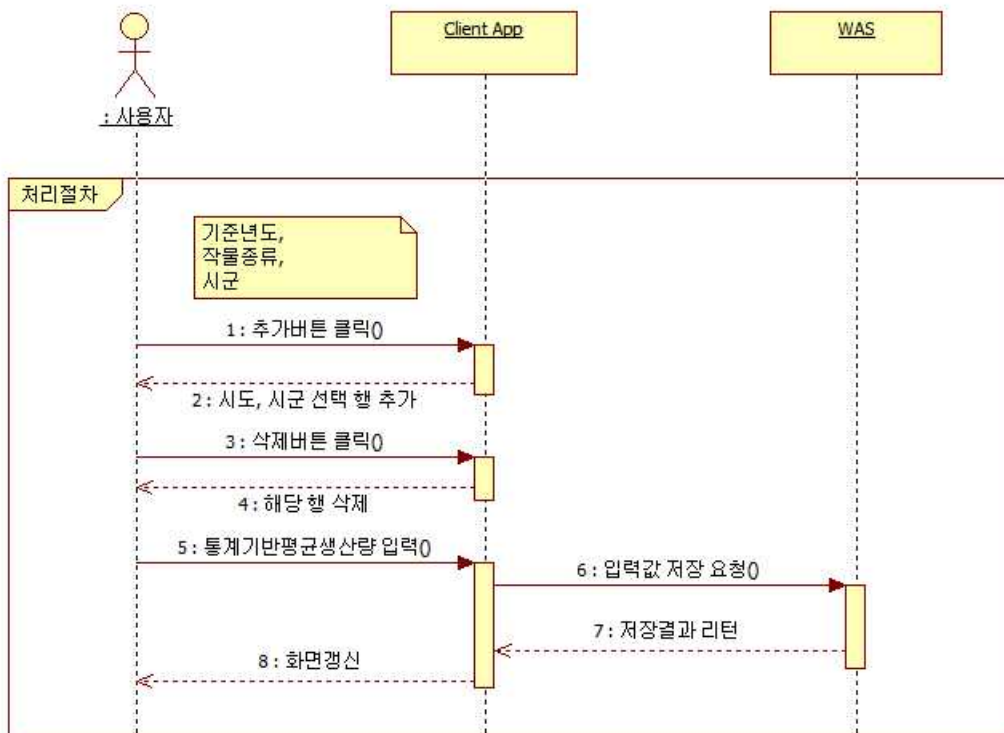 Client App
WAS
: 사용자
처리절차
기준년도,
작물종류,
시군
1 : 추가버튼 클릭()
2 : 시도, 시군 선택 행 추가
3 : 삭제버튼 클릭()
4 : 해당 행 삭제
5 : 통계기반평균생산량 입력()
6 : 입력값 저장 요청()
7 : 저장결과 리턴
8 : 화면갱신